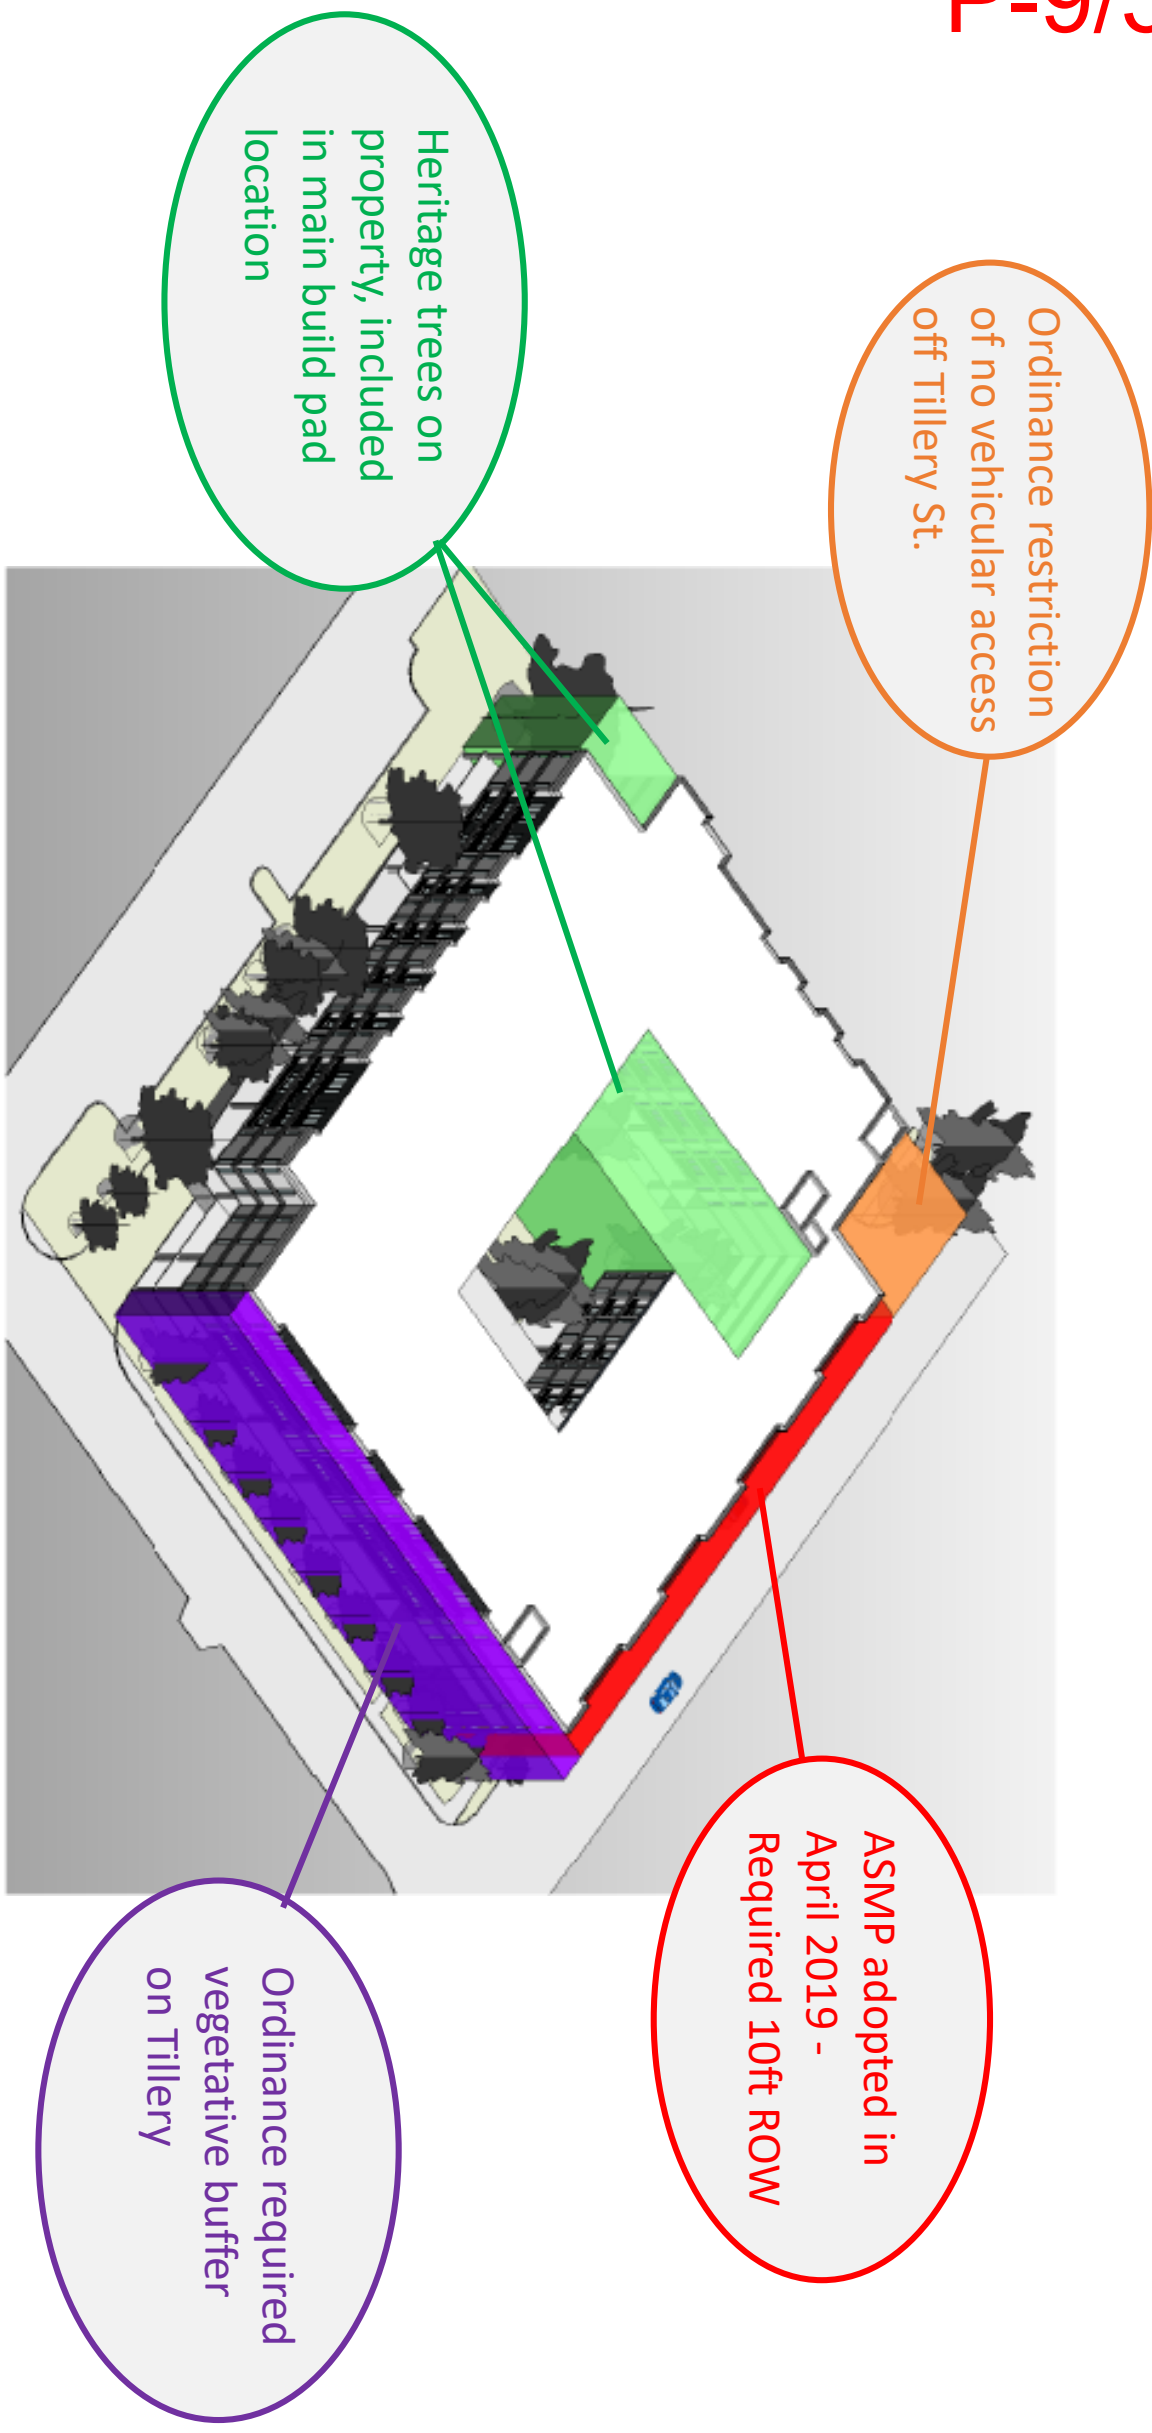 Ordinance restriction
of no vehicular access
off Tillery St.
ASMP adopted in
April 2019 -
Required 10ft ROW
Heritage trees on
property, included
in main build pad
location
Ordinance required
vegetative buffer
on Tillery